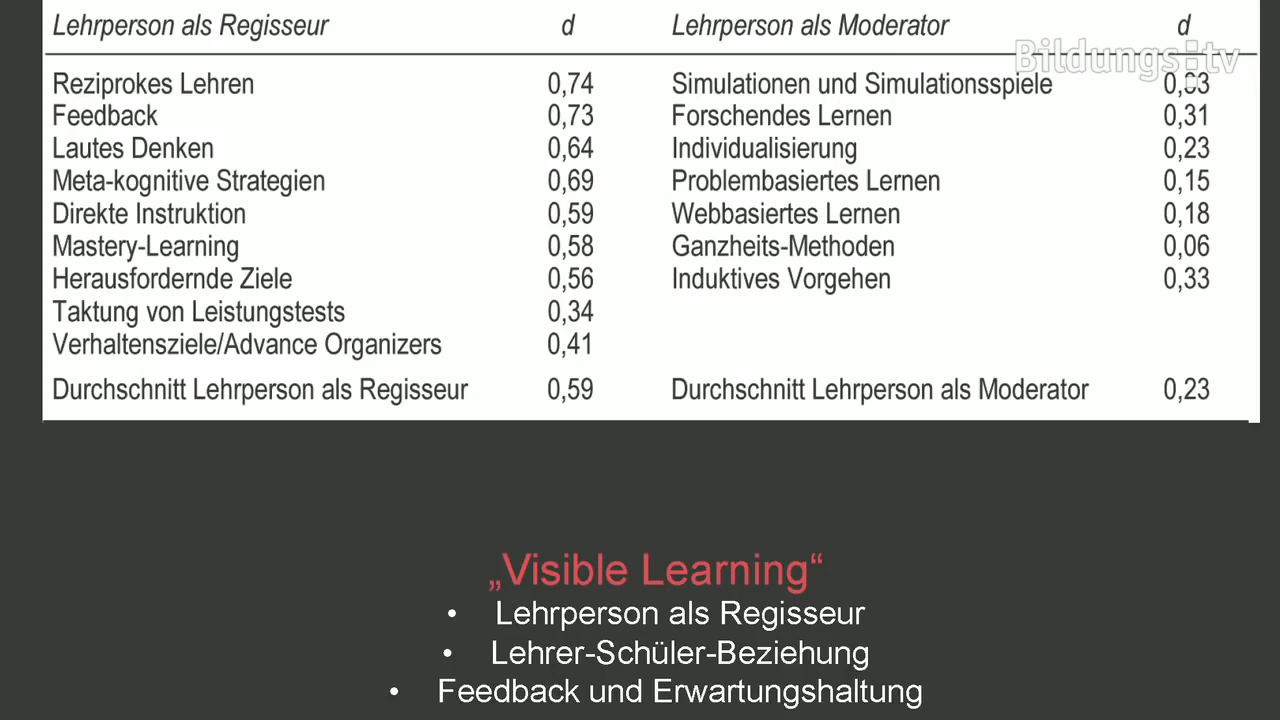 Lehrperson als Regisseur d Lehrperson als Moderator d
Bildungs:tv
Reziprokes Lehren 0,74 Simulationen und Simulationsspiele
Feedback 0,73 Forschendes Lernen 0,31
Lautes Denken 0,64 Individualisierung 0,23
Meta-kognitive Strategien 0,69 Problembasiertes Lernen 0,15
Direkte Instruktion 0,59 Webbasiertes Lernen 0,18
Mastery-Learning 0,58 Ganzheits-Methoden 0,06
Herausfordernde Ziele 0,56 Induktives Vorgehen 0,33
Taktung von Leistungstests 0,34
Verhaltensziele/Advance Organizers 0,41
Durchschnitt Lehrperson als Regisseur 0,59 Durchschnitt Lehrperson als Moderator 0,23
„Visible Learning“
• Lehrperson als Regisseur
• Lehrer-Schüler-Beziehung
• Feedback und Erwartungshaltung